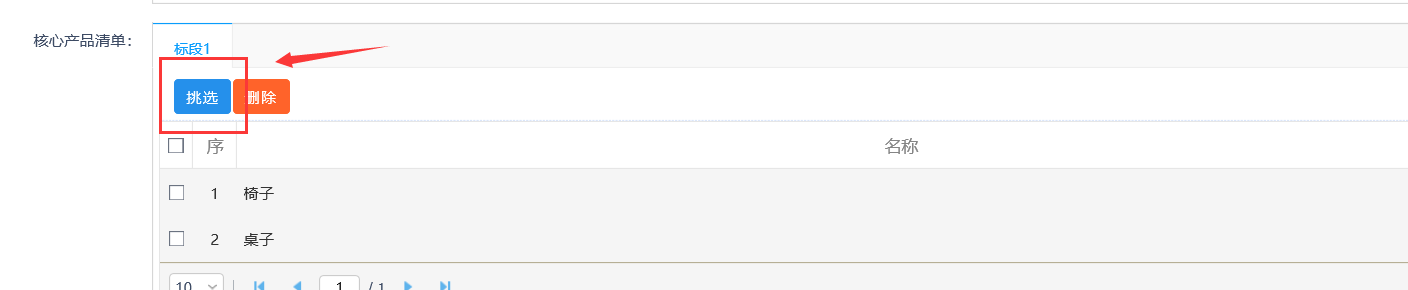 核心产品清单：
标段1
挑选 删除
序 名称
1 椅子
2 桌子
10 1 / 1